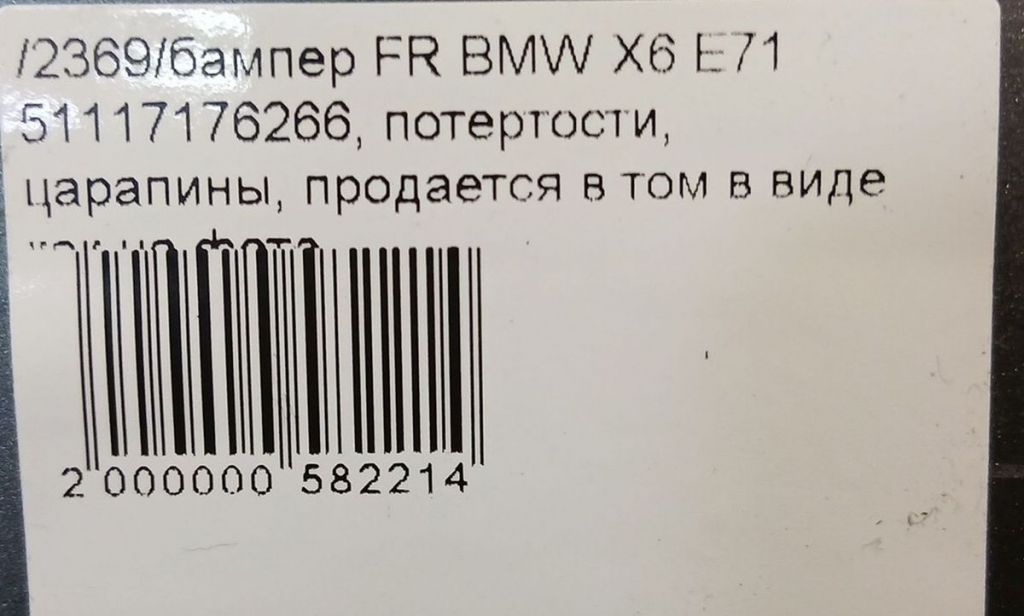 /2369/бампер FR BMW X6 E71
51117176266, потертости,
царапины, продается в том в виде
2 000000 582214